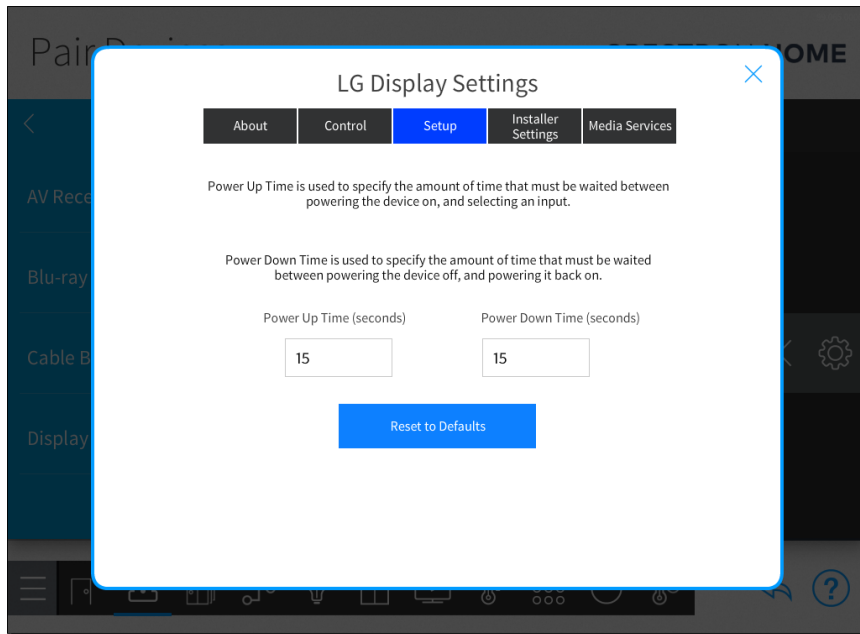 Pair
OME
LG Display Settings
About
Control
Setup
Installer
Settings
Media Services
Power Up Time is used to specify the amount of time that must be waited between
powering the device on, and selecting an input.
Power Down Time is used to specify the amount of time that must be waited
between powering the device off, and powering it back on.
Power Up Time (seconds)
Power Down Time (seconds)
15
15
Reset to Defaults
AV Rece
Blu-ray
Cable B
Display
?